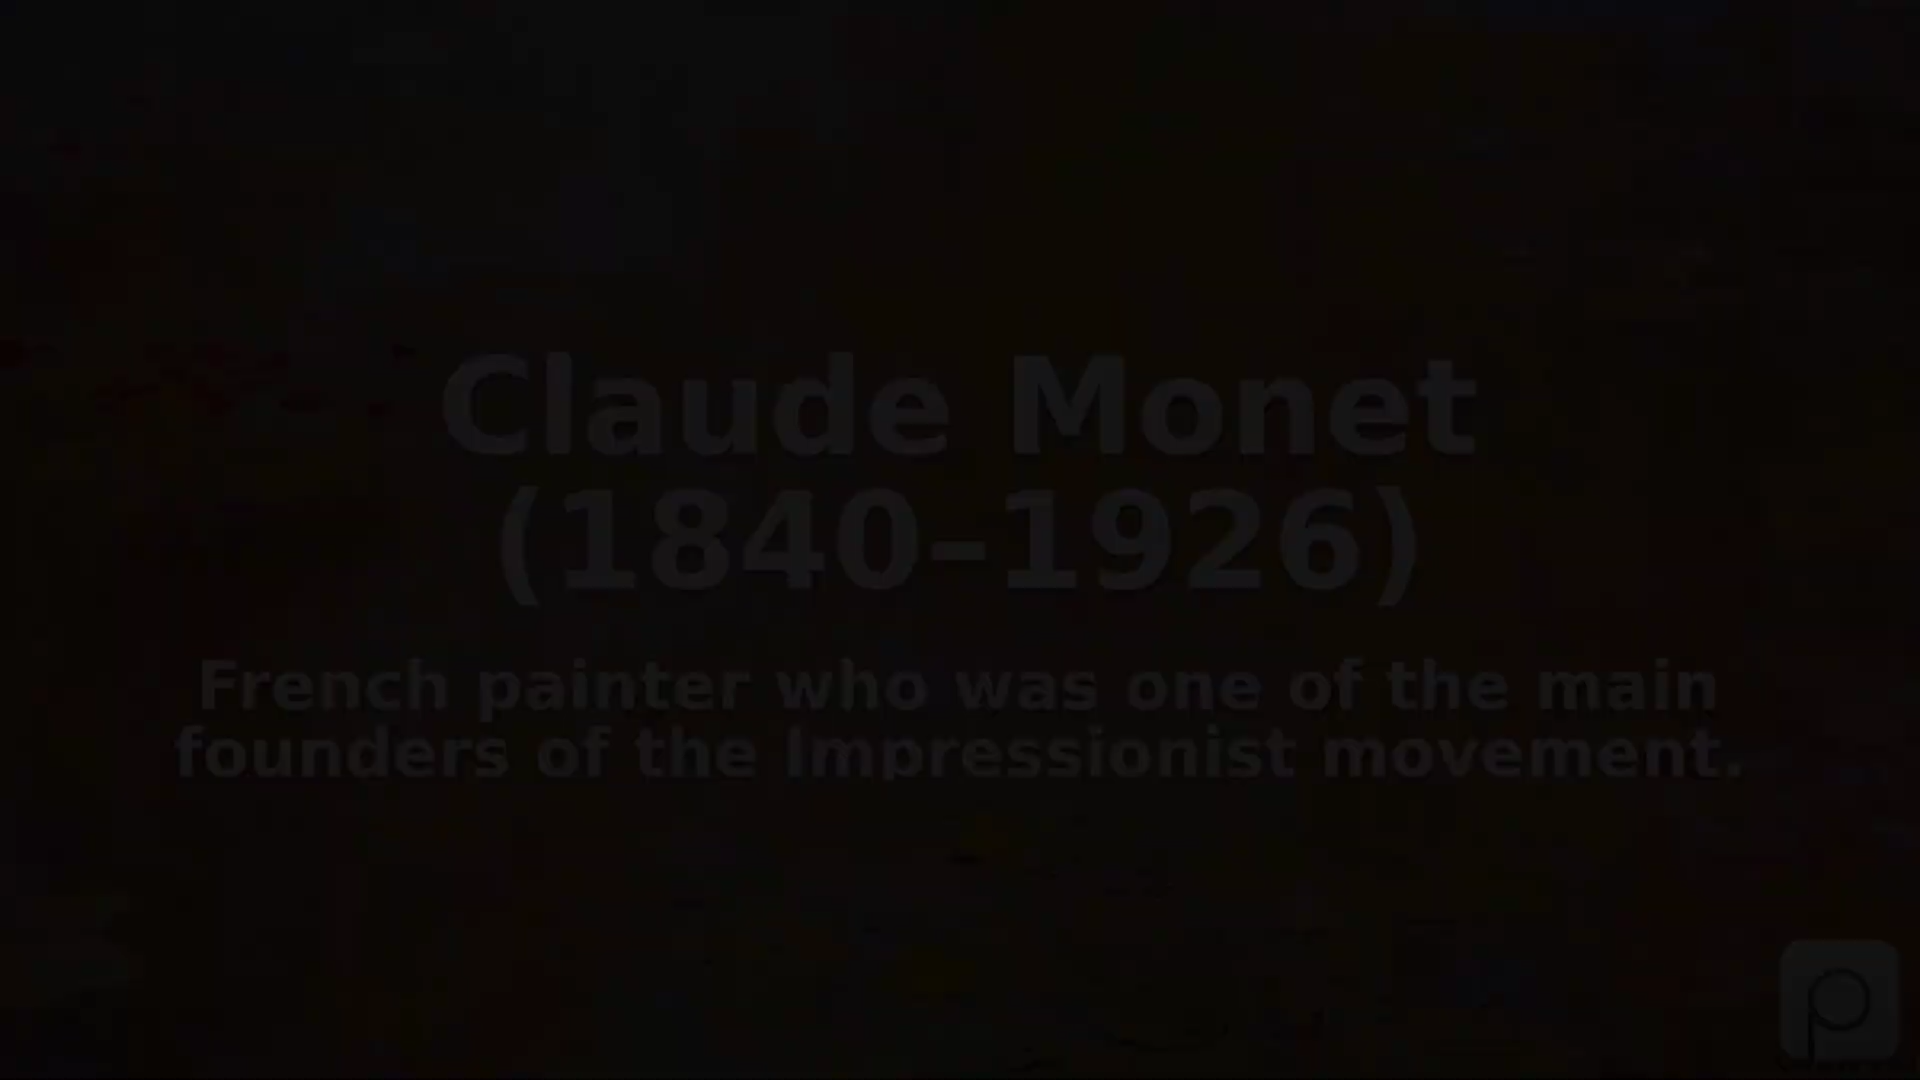 Claude Monet
(1840–1926)
French painter who was one of the main
founders of the Impressionist movement.